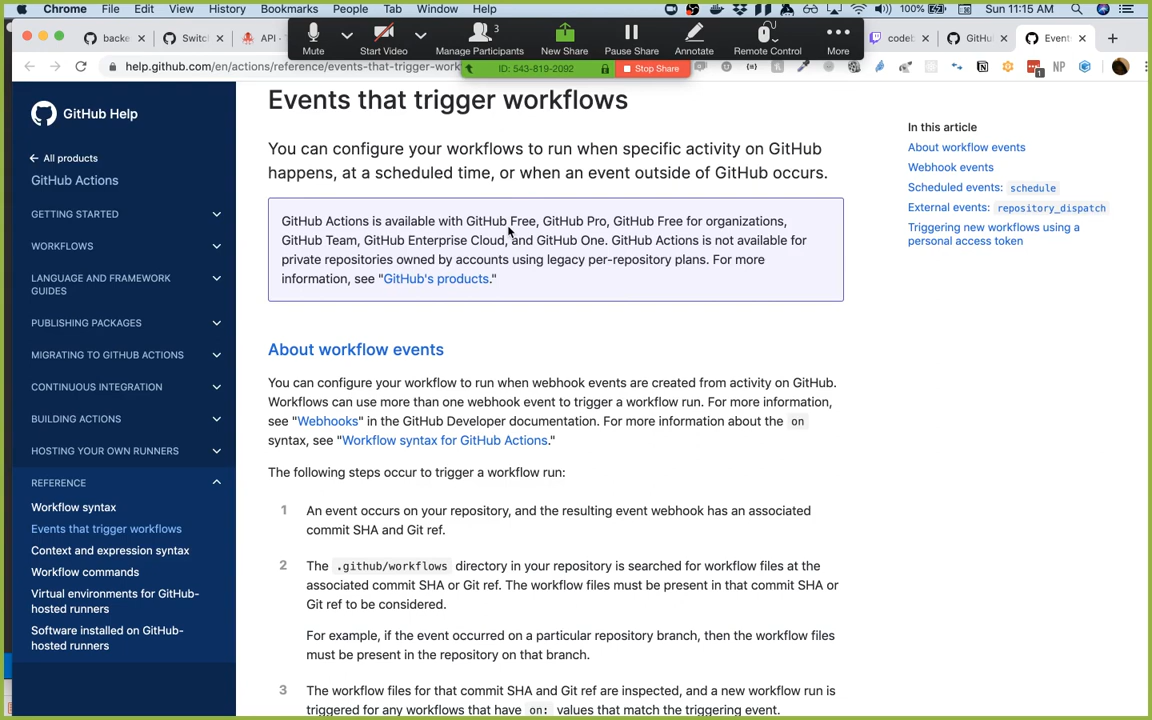 Chrome File Edit View History Bookmarks People Tab Window Help
100% Sun 11:15 AM
backe
Switc
API -
codel
GitHu
Event
Mute
Start Video
3
Manage Participants
New Share
Pause Share
Annotate
Remote Control
More
help.github.com/en/actions/reference/events-that-trigger-work
ID: 543-819-2092
Stop Share
1
NP
GitHub Help
All products
GitHub Actions
GETTING STARTED
WORKFLOWS
LANGUAGE AND FRAMEWORK
GUIDES
PUBLISHING PACKAGES
MIGRATING TO GITHUB ACTIONS
CONTINUOUS INTEGRATION
BUILDING ACTIONS
HOSTING YOUR OWN RUNNERS
REFERENCE
Workflow syntax
Events that trigger workflows
Context and expression syntax
Workflow commands
Virtual environments for GitHub-
hosted runners
Software installed on GitHub-
hosted runners
Events that trigger workflows
You can configure your workflows to run when specific activity on GitHub
happens, at a scheduled time, or when an event outside of GitHub occurs.
GitHub Actions is available with GitHub Free, GitHub Pro, GitHub Free for organizations,
GitHub Team, GitHub Enterprise Cloud, and GitHub One. GitHub Actions is not available for
private repositories owned by accounts using legacy per-repository plans. For more
information, see "GitHub's products."
About workflow events
You can configure your workflow to run when webhook events are created from activity on GitHub.
Workflows can use more than one webhook event to trigger a workflow run. For more information,
see "Webhooks" in the GitHub Developer documentation. For more information about the on
syntax, see "Workflow syntax for GitHub Actions."
The following steps occur to trigger a workflow run:
1 An event occurs on your repository, and the resulting event webhook has an associated
commit SHA and Git ref.
2 The .github/workflows directory in your repository is searched for workflow files at the
associated commit SHA or Git ref. The workflow files must be present in that commit SHA or
Git ref to be considered.
For example, if the event occurred on a particular repository branch, then the workflow files
must be present in the repository on that branch.
3 The workflow files for that commit SHA and Git ref are inspected, and a new workflow run is
triggered for any workflows that have on: values that match the triggering event.
In this article
About workflow events
Webhook events
Scheduled events: schedule
External events: repository_dispatch
Triggering new workflows using a
personal access token